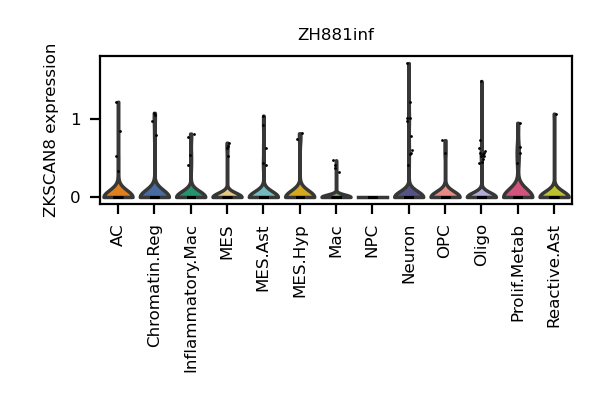 ZH881inf
ZKSCAN8 expression
1
0
AC
Chromatin.Reg
Inflammatory.Mac
MES
MES.Ast
MES.Hyp
Mac
NPC
Neuron
OPC
Oligo
Prolif.Metab
Reactive.Ast